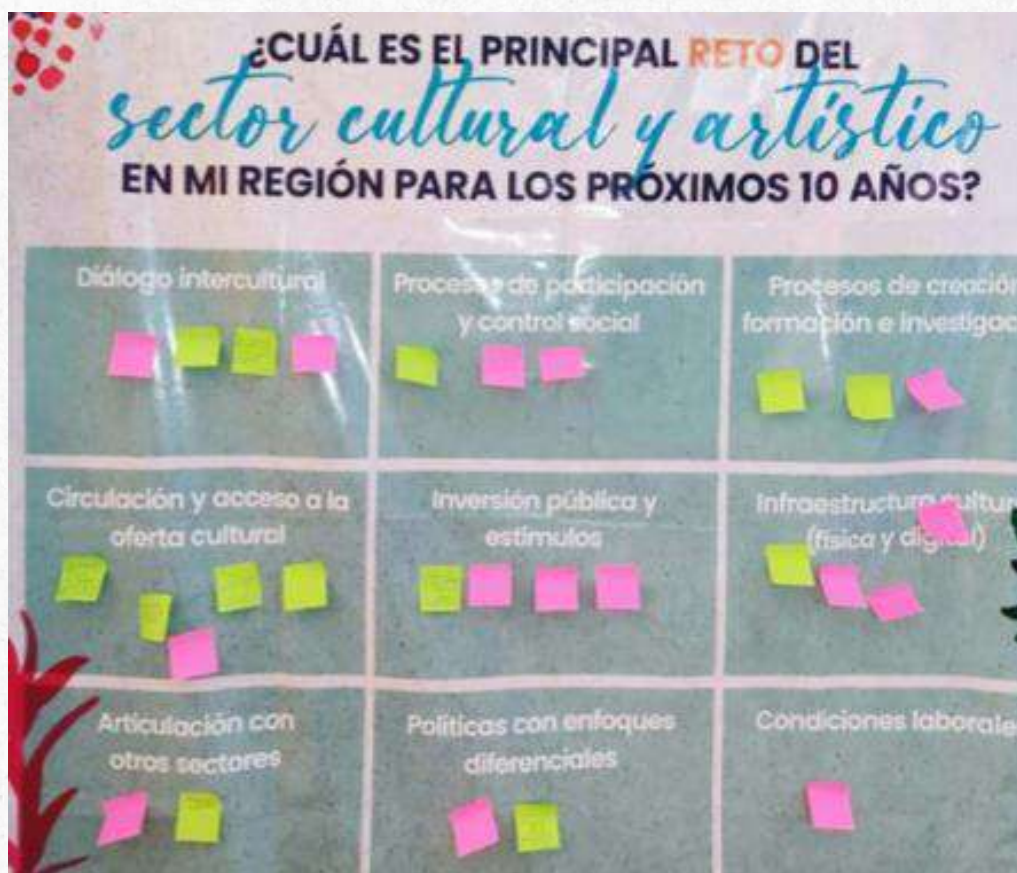 ¿CUÁL ES EL PRINCIPAL RETO DEL
sector cultural y artístico
EN MI REGIÓN PARA LOS PRÓXIMOS 10 AÑOS?
Diálogo intercultural
Procesos de participación
y control social
Procesos de creación
formación e investigac
Circulación y acceso a la
oferta cultural
Inversión pública y
estímulos
Infraestructura cultur
(física y digital)
Articulación con
otros sectores
Políticas con enfoques
diferenciales
Condiciones laborale